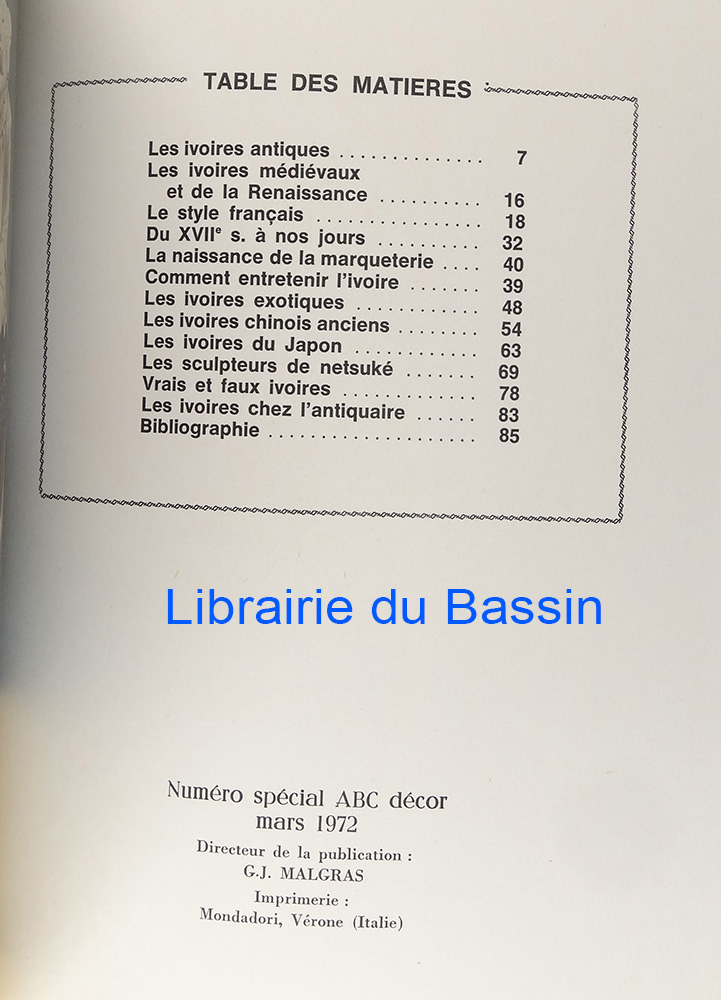 TABLE DES MATIERES
Les ivoires antiques . . . . . . . . . . . . . . 7
Les ivoires médiévaux
et de la Renaissance . . . . . . . . . . 16
Le style français . . . . . . . . . . . . . . . . 18
Du XVIIe s. à nos jours . . . . . . . . . . 32
La naissance de la marqueterie . . . . 40
Comment entretenir l'ivoire . . . . . . . 39
Les ivoires exotiques . . . . . . . . . . . . 48
Les ivoires chinois anciens . . . . . . . . 54
Les ivoires du Japon . . . . . . . . . . . . 63
Les sculpteurs de netsuké . . . . . . . 69
Vrais et faux ivoires . . . . . . . . . . . . . 78
Les ivoires chez l'antiquaire . . . . . . 83
Bibliographie . . . . . . . . . . . . . . . . . . . . 85
Librairie du Bassin
Numéro spécial ABC décor
mars 1972
Directeur de la publication :
G.J. MALGRAS
Imprimerie :
Mondadori, Vérone (Italie)